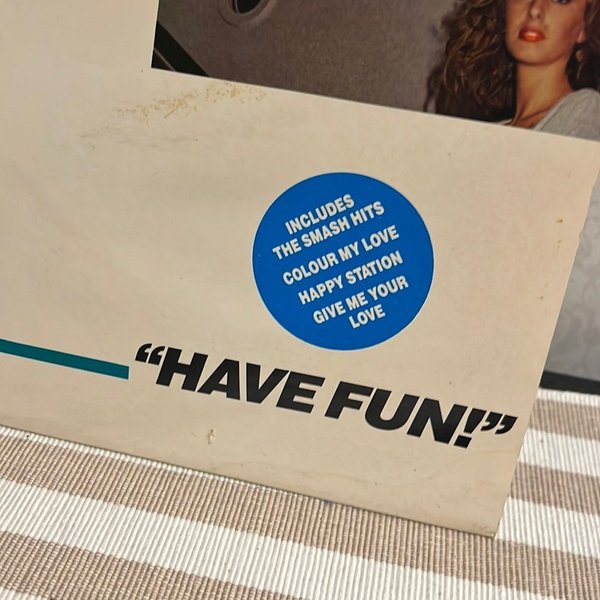 INCLUDES
THE SMASH HITS
COLOUR MY LOVE
HAPPY STATION
GIVE ME YOUR
LOVE
“HAVE FUN!”